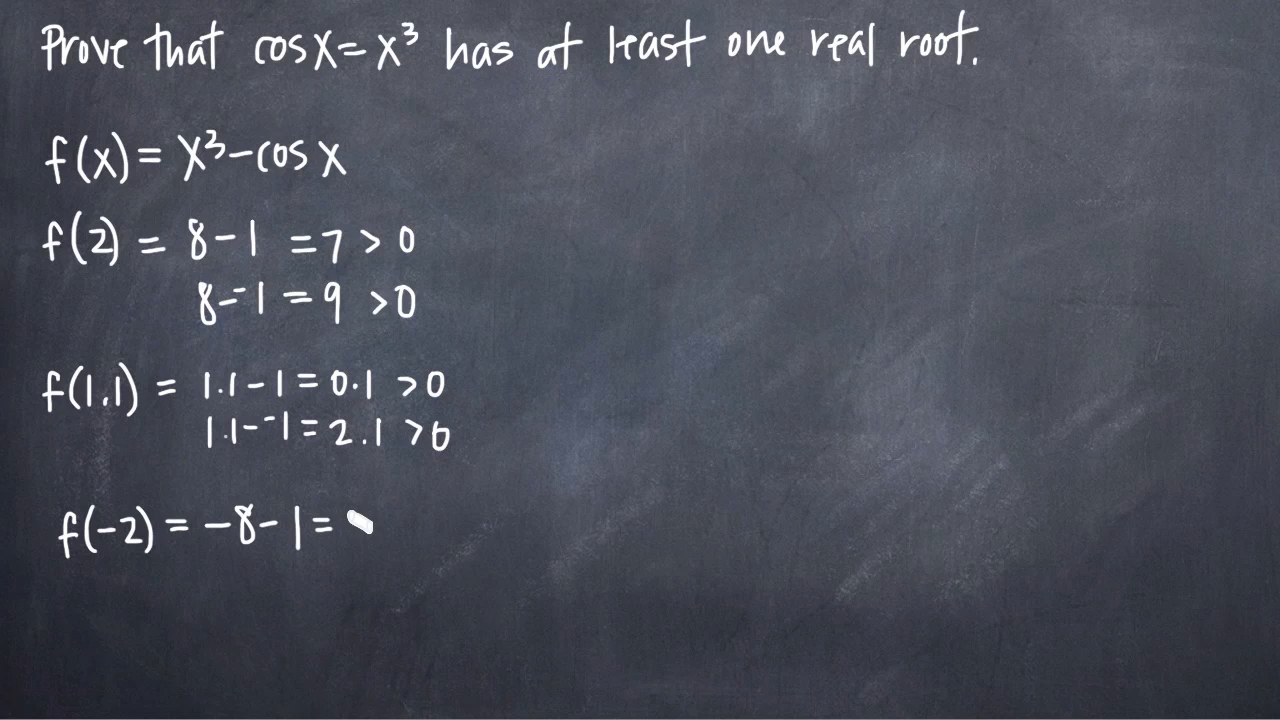 Prove that cos x = x³ has at least one real root.
f(x) = x³ - cos x
f(2) = 8 - 1 = 7 > 0
8 - -1 = 9 > 0
f(1.1) = 1.1 - 1 = 0.1 > 0
1.1 - -1 = 2.1 > 0
f(-2) = -8 - 1 =